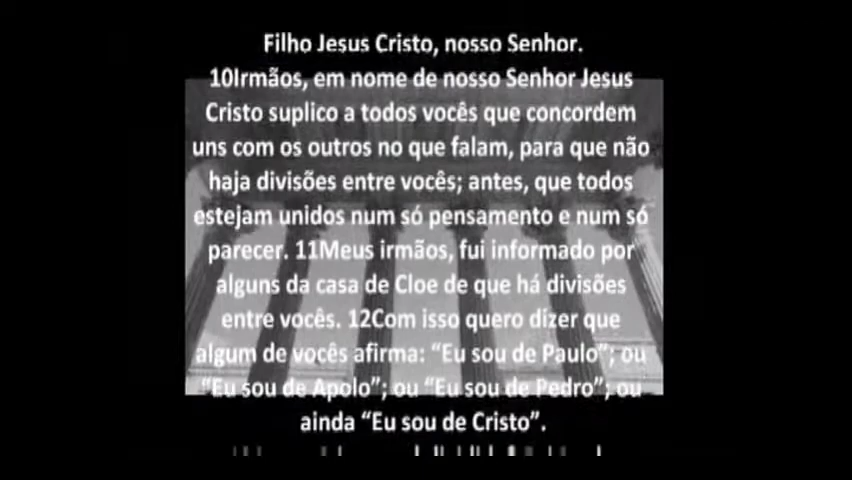 Filho Jesus Cristo, nosso Senhor.
10Irmãos, em nome de nosso Senhor Jesus
Cristo suplico a todos vocês que concordem
uns com os outros no que falam, para que não
haja divisões entre vocês; antes, que todos
estejam unidos num só pensamento e num só
parecer. 11Meus irmãos, fui informado por
alguns da casa de Cloe de que há divisões
entre vocês. 12Com isso quero dizer que
algum de vocês afirma: “Eu sou de Paulo”; ou
“Eu sou de Apolo”; ou “Eu sou de Pedro”; ou
ainda “Eu sou de Cristo”.